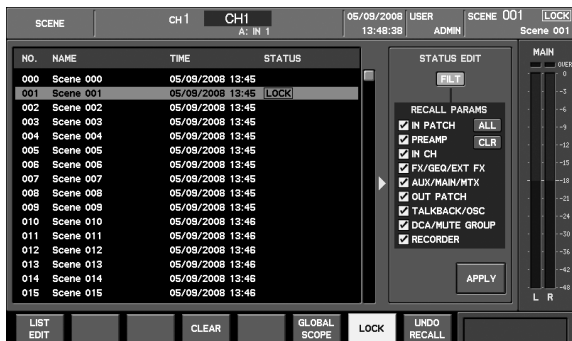 SCENE CH 1 CH1 A: IN 1 05/09/2008 13:48:38 USER ADMIN SCENE 001 LOCK Scene 001
NO. NAME TIME STATUS
000 Scene 000 05/09/2008 13:45
001 Scene 001 05/09/2008 13:45 LOCK
002 Scene 002 05/09/2008 13:45
003 Scene 003 05/09/2008 13:45
004 Scene 004 05/09/2008 13:45
005 Scene 005 05/09/2008 13:45
006 Scene 006 05/09/2008 13:45
007 Scene 007 05/09/2008 13:45
008 Scene 008 05/09/2008 13:45
009 Scene 009 05/09/2008 13:45
010 Scene 010 05/09/2008 13:46
011 Scene 011 05/09/2008 13:46
012 Scene 012 05/09/2008 13:46
013 Scene 013 05/09/2008 13:46
014 Scene 014 05/09/2008 13:46
015 Scene 015 05/09/2008 13:46
STATUS EDIT
FILT
RECALL PARAMS
IN PATCH ALL
PREAMP CLR
IN CH
FX/GEQ/EXT FX
AUX/MAIN/MTX
OUT PATCH
TALKBACK/OSC
DCA/MUTE GROUP
RECORDER
APPLY
MAIN
OVER
0
-3
-6
-9
-12
-15
-18
-21
-24
-30
-36
-42
-48
L R
LIST EDIT
CLEAR
GLOBAL SCOPE
LOCK
UNDO RECALL